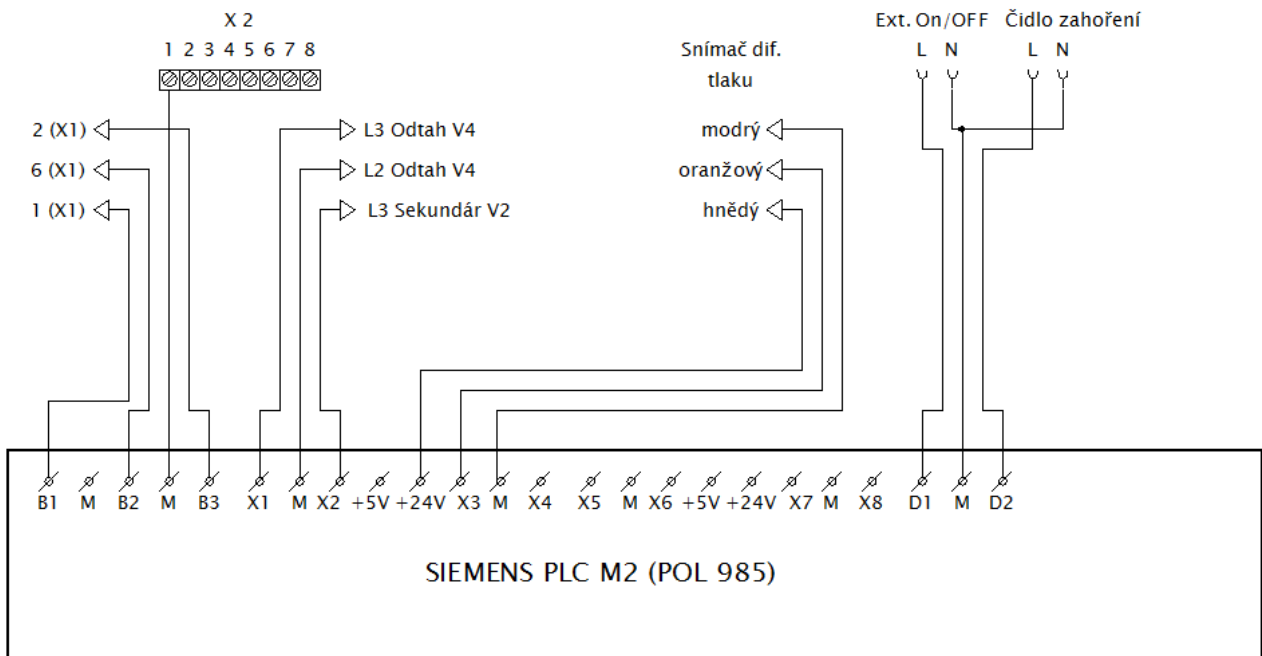 X 2
Ext. On/OFF Čidlo zahoření
1 2 3 4 5 6 7 8
Snímač dif.
tlaku
L N
L N
2 (X1)
L3 Odtah V4
modrý
6 (X1)
L2 Odtah V4
oranžový
1 (X1)
L3 Sekundár V2
hnědý
B1 M B2 M B3 X1 M X2 +5V +24V X3 M X4 X5 M X6 +5V +24V X7 M X8 D1 M D2
SIEMENS PLC M2 (POL 985)